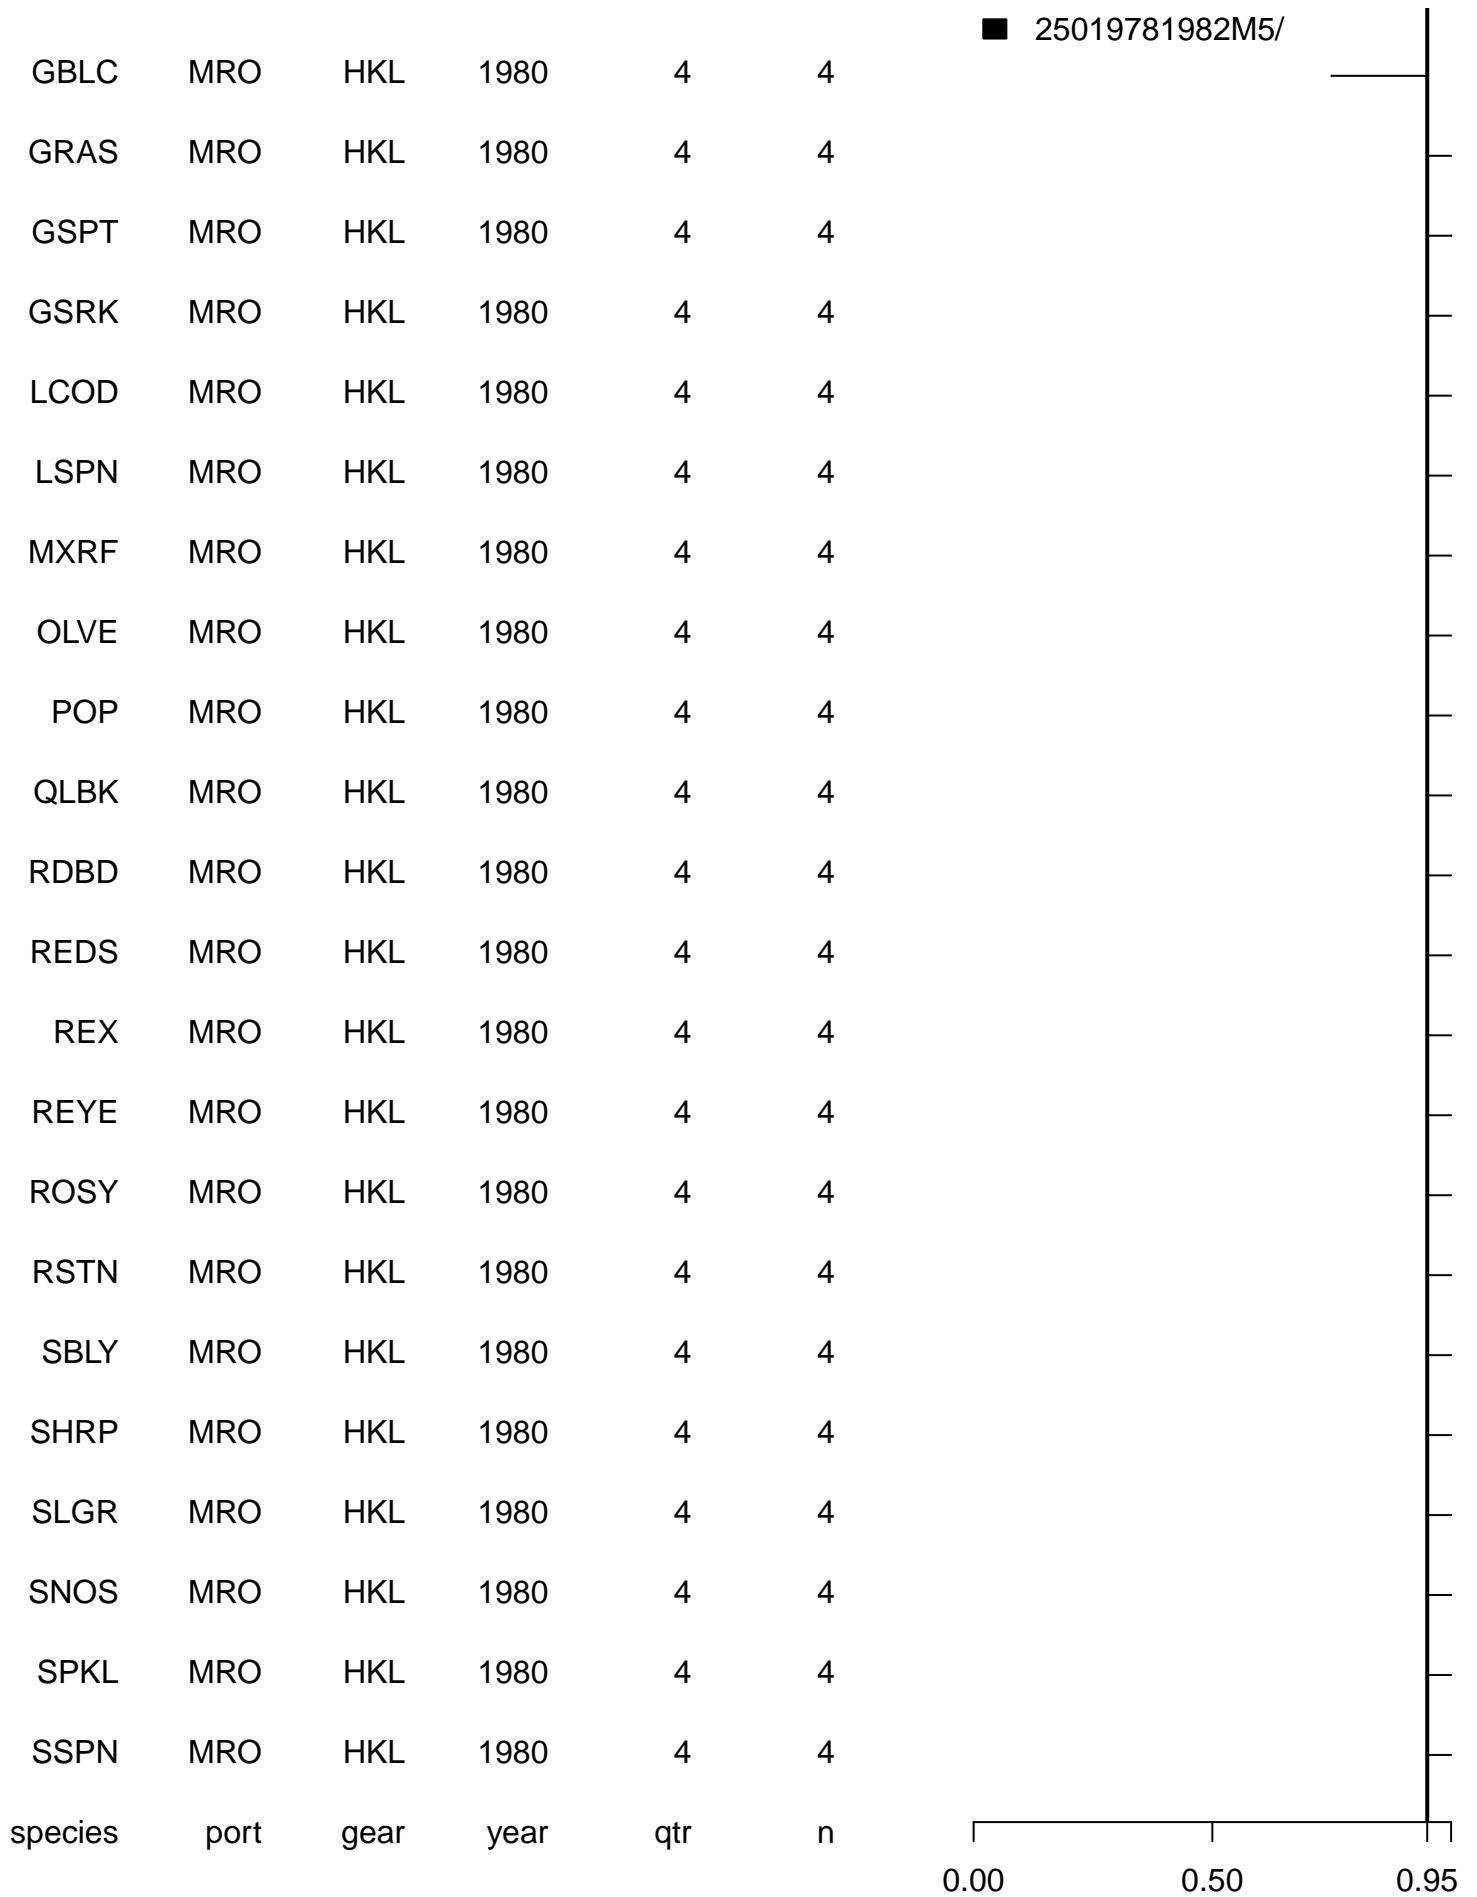 25019781982M5/
GBLC MRO HKL 1980 4 4
GRAS MRO HKL 1980 4 4
GSPT MRO HKL 1980 4 4
GSRK MRO HKL 1980 4 4
LCOD MRO HKL 1980 4 4
LSPN MRO HKL 1980 4 4
MXRF MRO HKL 1980 4 4
OLVE MRO HKL 1980 4 4
POP MRO HKL 1980 4 4
QLBK MRO HKL 1980 4 4
RDBD MRO HKL 1980 4 4
REDS MRO HKL 1980 4 4
REX MRO HKL 1980 4 4
REYE MRO HKL 1980 4 4
ROSY MRO HKL 1980 4 4
RSTN MRO HKL 1980 4 4
SBLY MRO HKL 1980 4 4
SHRP MRO HKL 1980 4 4
SLGR MRO HKL 1980 4 4
SNOS MRO HKL 1980 4 4
SPKL MRO HKL 1980 4 4
SSPN MRO HKL 1980 4 4
species port gear year qtr n
0.00 0.50 0.95